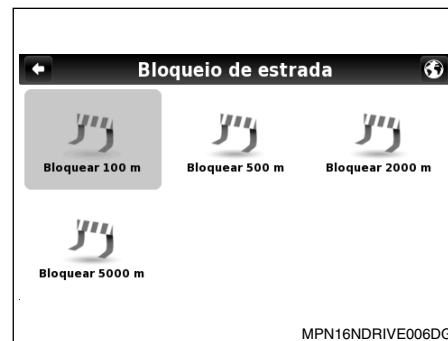 Bloqueio de estrada
Bloquear 100 m
Bloquear 500 m
Bloquear 2000 m
Bloquear 5000 m
MPN16NDRIVE006DG